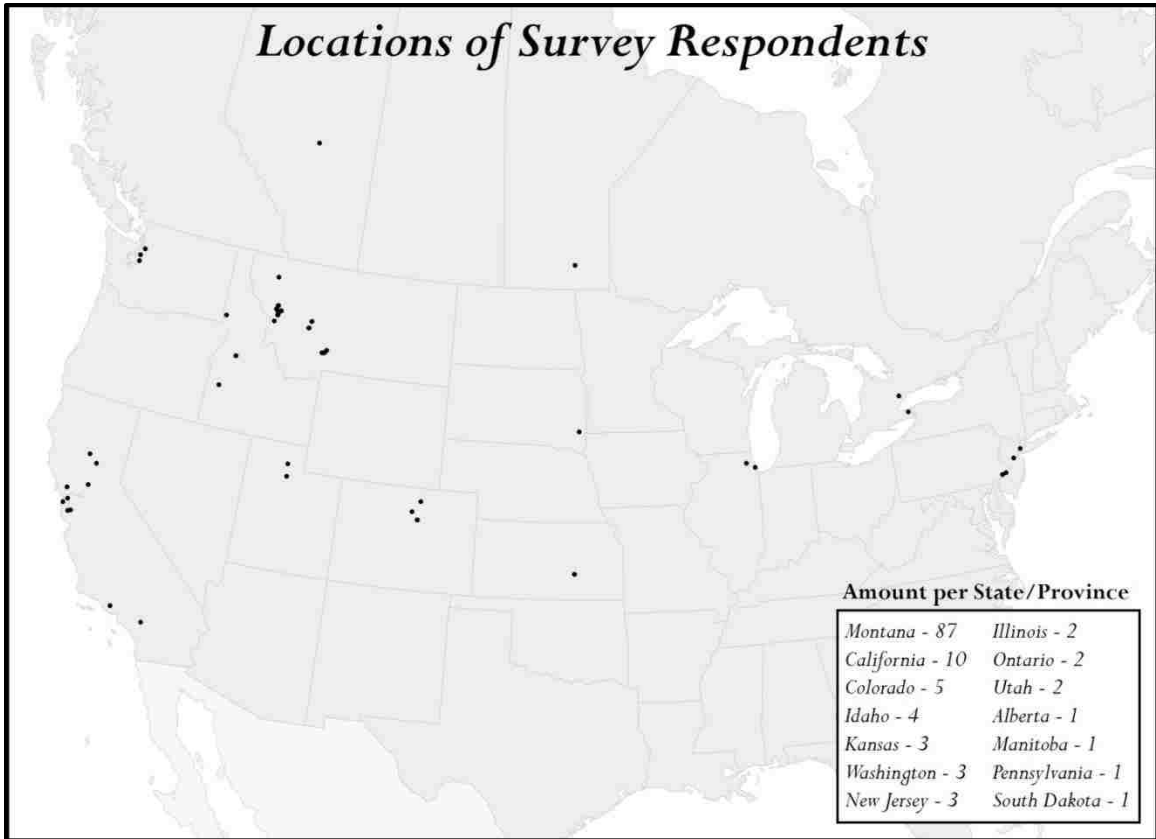 Locations of Survey Respondents
Amount per State/Province
Montana - 87 Illinois - 2
California - 10 Ontario - 2
Colorado - 5 Utah - 2
Idaho - 4 Alberta - 1
Kansas - 3 Manitoba - 1
Washington - 3 Pennsylvania - 1
New Jersey - 3 South Dakota - 1